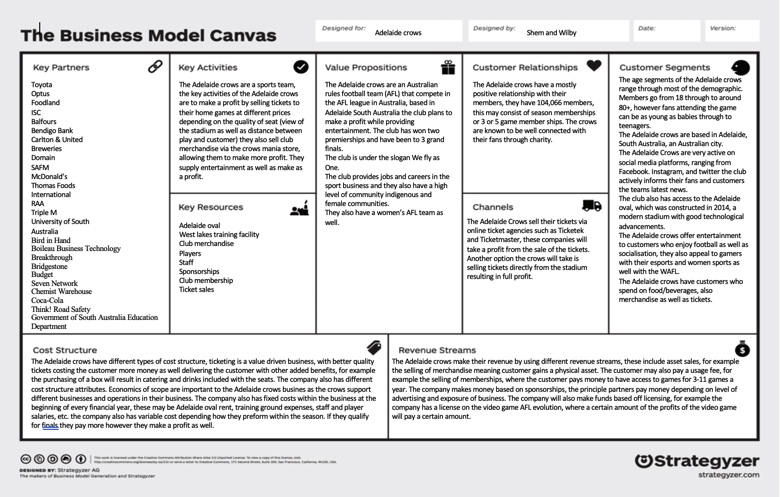 The Business Model Canvas
Designed for:
Adelaide crows
Designed by:
Shem and Wilby
Date:
Version:
Key Partners
Toyota
Optus
Foodland
ISC
Balfours
Bendigo Bank
Carlton & United
Breweries
Domain
SAFM
McDonald's
Thomas Foods
International
RAA
Triple M
University of South
Australia
Bird in Hand
Boileau Business Technology
Breakthrough
Bridgestone
Budget
Seven Network
Chemist Warehouse
Coca-Cola
Think! Road Safety
Government of South Australia Education
Department
Key Activities
The Adelaide crows are a sports team,
the key activities of the Adelaide crows
are to make a profit by selling tickets to
their home games at different prices
depending on the quality of seat (view of
the stadium as well as distance between
play and customer) they also sell club
merchandise via the crows mania store,
allowing them to make more profit. They
supply entertainment as well as make as
a profit.
Key Resources
Adelaide oval
West lakes training facility
Club merchandise
Players
Staff
Sponsorships
Club membership
Ticket sales
Value Propositions
The Adelaide crows are an Australian
rules football team (AFL) that compete in
the AFL league in Australia, based in
Adelaide South Australia the club plans to
make a profit while providing
entertainment. The club has won two
premierships and have been to 3 grand
finals.
The club is under the slogan We fly as
One.
The club provides jobs and careers in the
sport business and they also have a high
level of community indigenous and
female communities.
They also have a women's AFL team as
well.
Customer Relationships
The Adelaide crows have a mostly
positive relationship with their
members, they have 104,066 members,
this may consist of season memberships
or 3 or 5 game member ships. The crows
are known to be well connected with
their fans through charity.
Channels
The Adelaide Crows sell their tickets via
online ticket agencies such as Ticketek
and Ticketmaster, these companies will
take a profit from the sale of the tickets.
Another option the crows will take is
selling tickets directly from the stadium
resulting in full profit.
Customer Segments
The age segments of the Adelaide crows
range through most of the demographic.
Members go from 18 through to around
80+, however fans attending the game
can be as young as babies through to
teenagers.
The Adelaide crows are based in Adelaide,
South Australia, an Australian city.
The Adelaide Crows are very active on
social media platforms, ranging from
Facebook. Instagram, and twitter the club
actively informs their fans and customers
the teams latest news.
The club also has access to the Adelaide
oval, which was constructed in 2014, a
modern stadium with good technological
advancements.
The Adelaide crows offer entertainment
to customers who enjoy football as well as
socialisation, they also appeal to gamers
with their esports and women sports as
well with the WAFL.
The Adelaide crows have customers who
spend on food/beverages, also
merchandise as well as tickets.
Cost Structure
The Adelaide crows have different types of cost structure, ticketing is a value driven business, with better quality
tickets costing the customer more money as well delivering the customer with other added benefits, for example
the purchasing of a box will result in catering and drinks included with the seats. The company also has different
cost structure attributes. Economies of scope are important to the Adelaide crows busines as the crows support
different businesses and operations in their business. The company also has fixed costs within the business at the
beginning of every financial year, these may be Adelaide oval rent, training ground expenses, staff and player
salaries, etc. the company also has variable cost depending how they preform within the season. If they qualify
for finals they pay more however they make a profit as well.
Revenue Streams
The Adelaide crows make their revenue by using different revenue streams, these include asset sales, for example
the selling of merchandise meaning customer gains a physical asset. The customer may also pay a usage fee, for
example the selling of memberships, where the customer pays money to have access to games for 3-11 games a
year. The company makes money based on sponsorships, the principle partners pay money depending on level of
advertising and exposure of business. The company will also make funds based off licensing, for example the
company has a license on the video game AFL evolution, where a certain amount of the profits of the video game
will pay a certain amount.
DESIGNED BY: Strategyzer AG
The makers of Business Model Generation and Strategyzer
Strategyzer
strategyzer.com